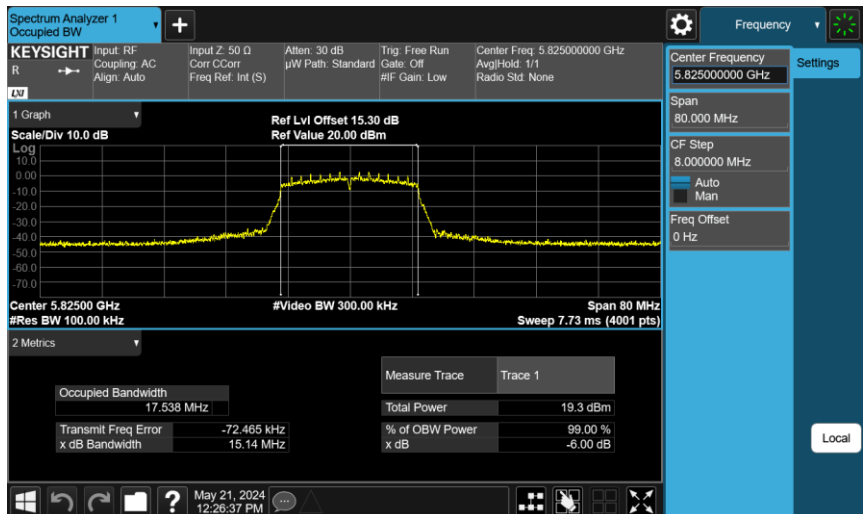 Spectrum Analyzer 1
Occupied BW
Frequency
KEYSIGHT
R
LXI
Input: RF
Coupling: AC
Align: Auto
Input Z: 50 Ω
Corr CCorr
Freq Ref: Int (S)
Atten: 30 dB
µW Path: Standard
Trig: Free Run
Gate: Off
#IF Gain: Low
Center Freq: 5.825000000 GHz
Avg|Hold: 1/1
Radio Std: None
Center Frequency
5.825000000 GHz
Settings
Span
80.000 MHz
CF Step
8.000000 MHz
Auto
Man
Freq Offset
0 Hz
Local
1 Graph
Scale/Div 10.0 dB
Ref Lvl Offset 15.30 dB
Ref Value 20.00 dBm
Log
10.0
0.00
-10.0
-20.0
-30.0
-40.0
-50.0
-60.0
-70.0
Center 5.82500 GHz
#Video BW 300.00 kHz
Span 80 MHz
#Res BW 100.00 kHz
Sweep 7.73 ms (4001 pts)
2 Metrics
Measure Trace Trace 1
Occupied Bandwidth
17.538 MHz
Total Power 19.3 dBm
Transmit Freq Error -72.465 kHz
% of OBW Power 99.00 %
x dB Bandwidth 15.14 MHz
x dB -6.00 dB
?
May 21, 2024
12:26:37 PM